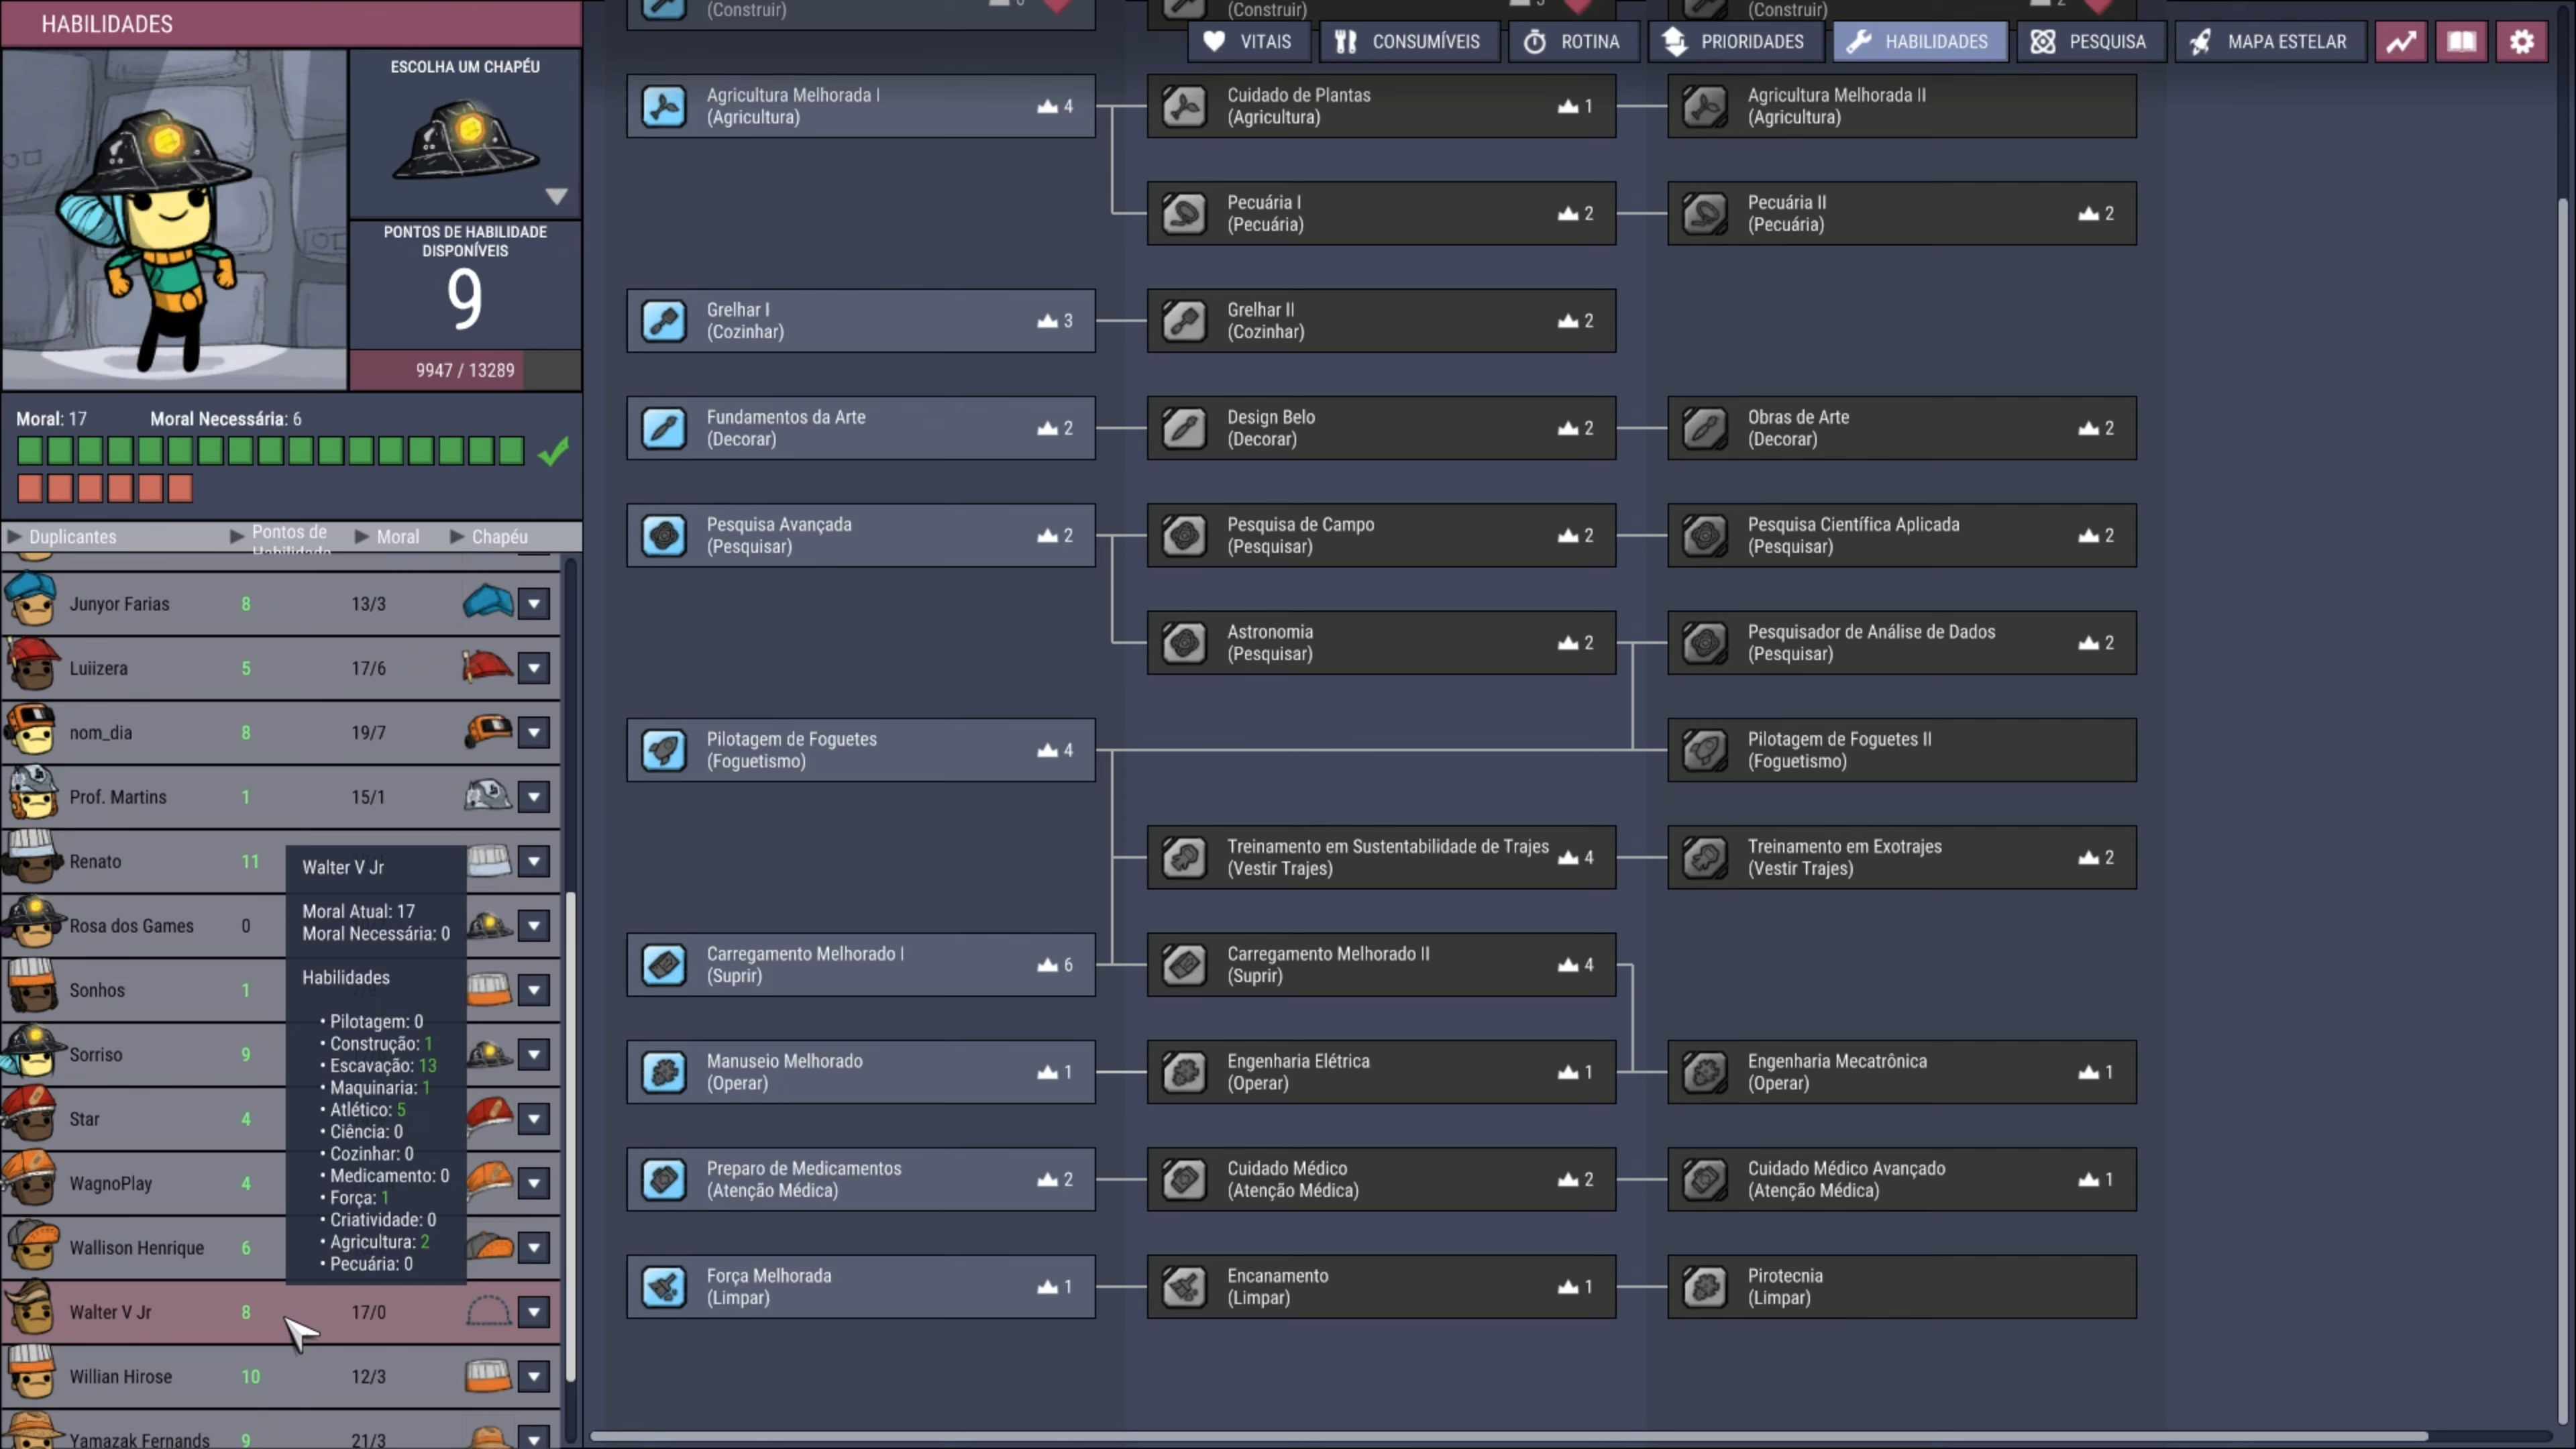 HABILIDADES
(Construir)
(Construir)
(Construir)
VITAIS
CONSUMÍVEIS
ROTINA
PRIORIDADES
HABILIDADES
PESQUISA
MAPA ESTELAR
ESCOLHA UM CHAPÉU
PONTOS DE HABILIDADE
DISPONÍVEIS
9
9947 / 13289
Moral: 17
Moral Necessária: 6
Duplicantes
Pontos de
Habilidade
Moral
Chapéu
Junyor Farias 8 13/3
Luiizera 5 17/6
nom_dia 8 19/7
Prof. Martins 1 15/1
Renato 11
Rosa dos Games 0
Sonhos 1
Sorriso 9
Star 4
WagnoPlay 4
Wallison Henrique 6
Walter V Jr 8 17/0
Willian Hirose 10 12/3
Yamazak Fernands 9 21/3
Walter V Jr
Moral Atual: 17
Moral Necessária: 0
Habilidades
• Pilotagem: 0
• Construção: 1
• Escavação: 13
• Maquinaria: 1
• Atlético: 5
• Ciência: 0
• Cozinhar: 0
• Medicamento: 0
• Força: 1
• Criatividade: 0
• Agricultura: 2
• Pecuária: 0
Agricultura Melhorada I
(Agricultura)
4
Cuidado de Plantas
(Agricultura)
1
Agricultura Melhorada II
(Agricultura)
Pecuária I
(Pecuária)
2
Pecuária II
(Pecuária)
2
Grelhar I
(Cozinhar)
3
Grelhar II
(Cozinhar)
2
Fundamentos da Arte
(Decorar)
2
Design Belo
(Decorar)
2
Obras de Arte
(Decorar)
2
Pesquisa Avançada
(Pesquisar)
2
Pesquisa de Campo
(Pesquisar)
2
Pesquisa Científica Aplicada
(Pesquisar)
2
Astronomia
(Pesquisar)
2
Pesquisador de Análise de Dados
(Pesquisar)
2
Pilotagem de Foguetes
(Foguetismo)
4
Pilotagem de Foguetes II
(Foguetismo)
Treinamento em Sustentabilidade de Trajes
(Vestir Trajes)
4
Treinamento em Exotrajes
(Vestir Trajes)
2
Carregamento Melhorado I
(Suprir)
6
Carregamento Melhorado II
(Suprir)
4
Manuseio Melhorado
(Operar)
1
Engenharia Elétrica
(Operar)
1
Engenharia Mecatrônica
(Operar)
1
Preparo de Medicamentos
(Atenção Médica)
2
Cuidado Médico
(Atenção Médica)
2
Cuidado Médico Avançado
(Atenção Médica)
1
Força Melhorada
(Limpar)
1
Encanamento
(Limpar)
1
Pirotecnia
(Limpar)